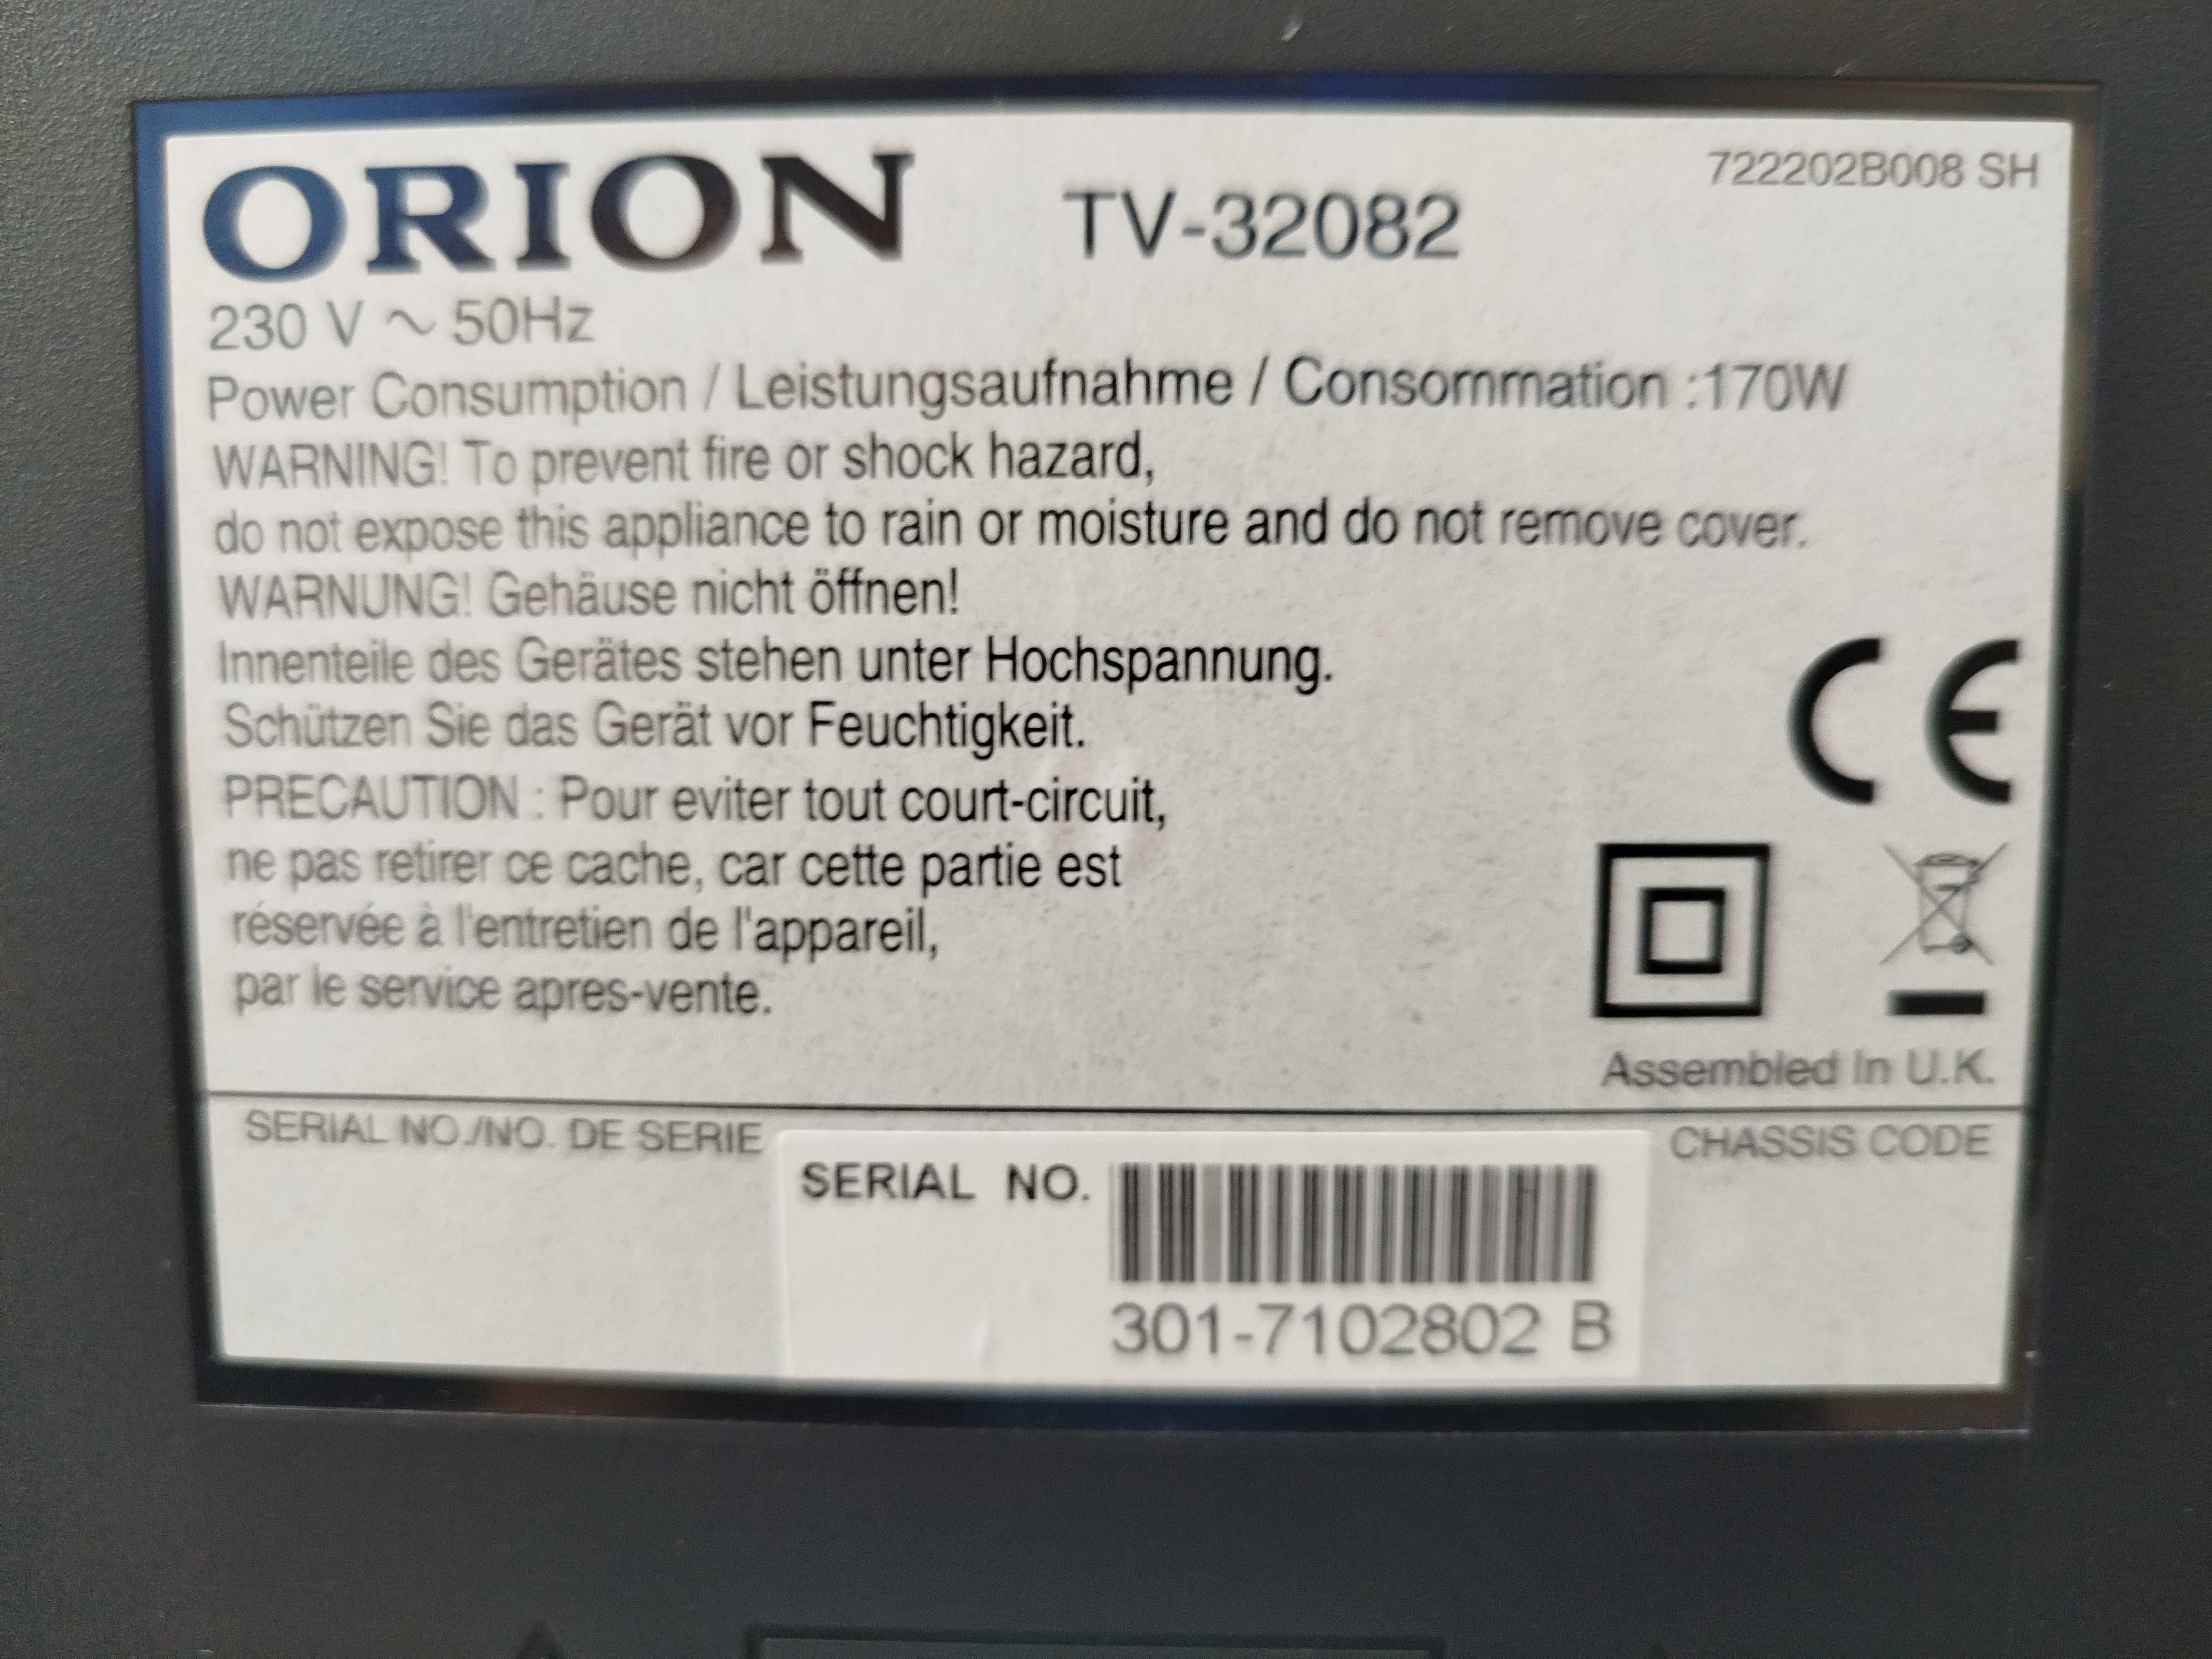 ORION TV-32082 722202B008 SH
230 V ~ 50Hz
Power Consumption / Leistungsaufnahme / Consommation :170W
WARNING! To prevent fire or shock hazard,
do not expose this appliance to rain or moisture and do not remove cover.
WARNUNG! Gehäuse nicht öffnen!
Innenteile des Gerätes stehen unter Hochspannung.
Schützen Sie das Gerät vor Feuchtigkeit.
PRECAUTION : Pour eviter tout court-circuit,
ne pas retirer ce cache, car cette partie est
réservée à l'entretien de l'appareil,
par le service apres-vente.
CE
Assembled In U.K.
SERIAL NO./NO. DE SERIE
SERIAL NO.
301-7102802 B
CHASSIS CODE